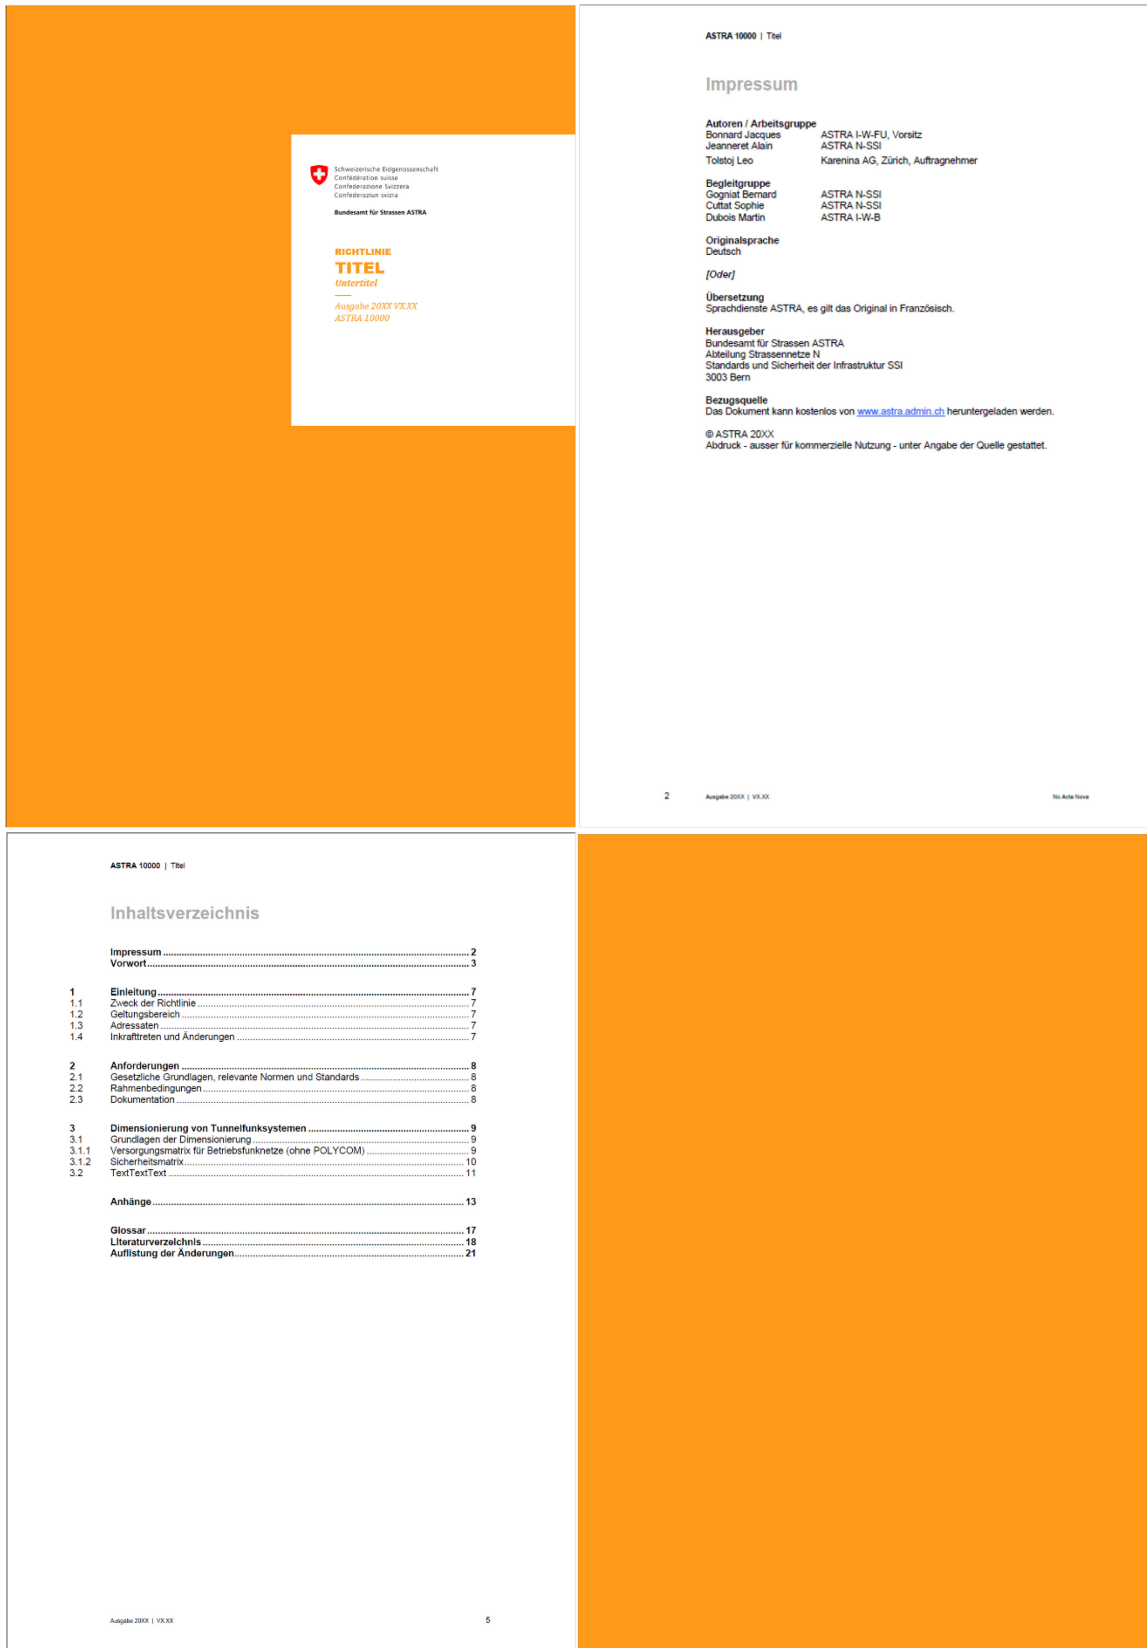 Schweizerische Eidgenossenschaft
Confédération suisse
Confederazione Svizzera
Confederaziun svizra
Bundesamt für Strassen ASTRA
RICHTLINIE
TITEL
Untertitel
Ausgabe 20XX VX.XX
ASTRA 10000
ASTRA 10000 | Titel
Impressum
Autoren / Arbeitsgruppe
Bonnard Jacques ASTRA I-W-FU, Vorsitz
Jeanneret Alain ASTRA N-SSI
Tolstoj Leo Karenina AG, Zürich, Auftragnehmer
Begleitgruppe
Gogniat Bernard ASTRA N-SSI
Cuttat Sophie ASTRA N-SSI
Dubois Martin ASTRA I-W-B
Originalsprache
Deutsch
[Oder]
Übersetzung
Sprachdienste ASTRA, es gilt das Original in Französisch.
Herausgeber
Bundesamt für Strassen ASTRA
Abteilung Strassennetze N
Standards und Sicherheit der Infrastruktur SSI
3003 Bern
Bezugsquelle
Das Dokument kann kostenlos von www.astra.admin.ch heruntergeladen werden.
© ASTRA 20XX
Abdruck - ausser für kommerzielle Nutzung - unter Angabe der Quelle gestattet.
2 Ausgabe 20XX | VX.XX No Acta Nova
ASTRA 10000 | Titel
Inhaltsverzeichnis
Impressum 2
Vorwort 3
1 Einleitung 7
1.1 Zweck der Richtlinie 7
1.2 Geltungsbereich 7
1.3 Adressaten 7
1.4 Inkrafttreten und Änderungen 7
2 Anforderungen 8
2.1 Gesetzliche Grundlagen, relevante Normen und Standards 8
2.2 Rahmenbedingungen 8
2.3 Dokumentation 8
3 Dimensionierung von Tunnelfunksystemen 9
3.1 Grundlagen der Dimensionierung 9
3.1.1 Versorgungsmatrix für Betriebsfunknetze (ohne POLYCOM) 9
3.1.2 Sicherheitsmatrix 10
3.2 TextTextText 11
Anhänge 13
Glossar 17
Literaturverzeichnis 18
Auflistung der Änderungen 21
Ausgabe 20XX | VX.XX 5